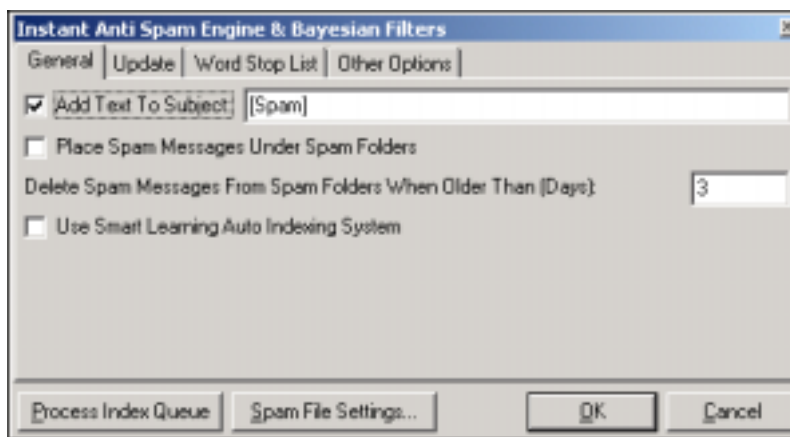 Instant Anti Spam Engine & Bayesian Filters
General Update Word Stop List Other Options
Add Text To Subject: [Spam]
Place Spam Messages Under Spam Folders
Delete Spam Messages From Spam Folders When Older Than (Days): 3
Use Smart Learning Auto Indexing System
Process Index Queue Spam File Settings... OK Cancel